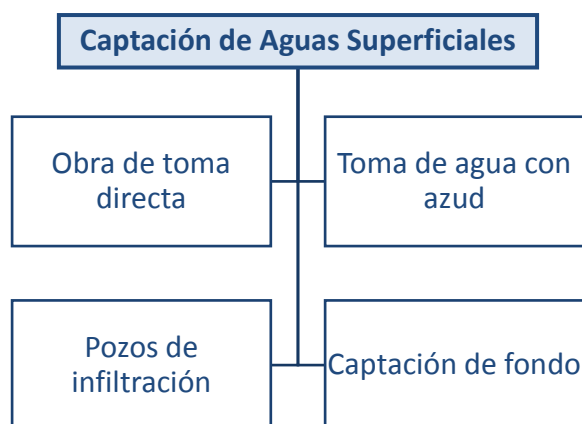 Captación de Aguas Superficiales
Obra de toma
directa
Toma de agua con
azud
Pozos de
infiltración
Captación de fondo